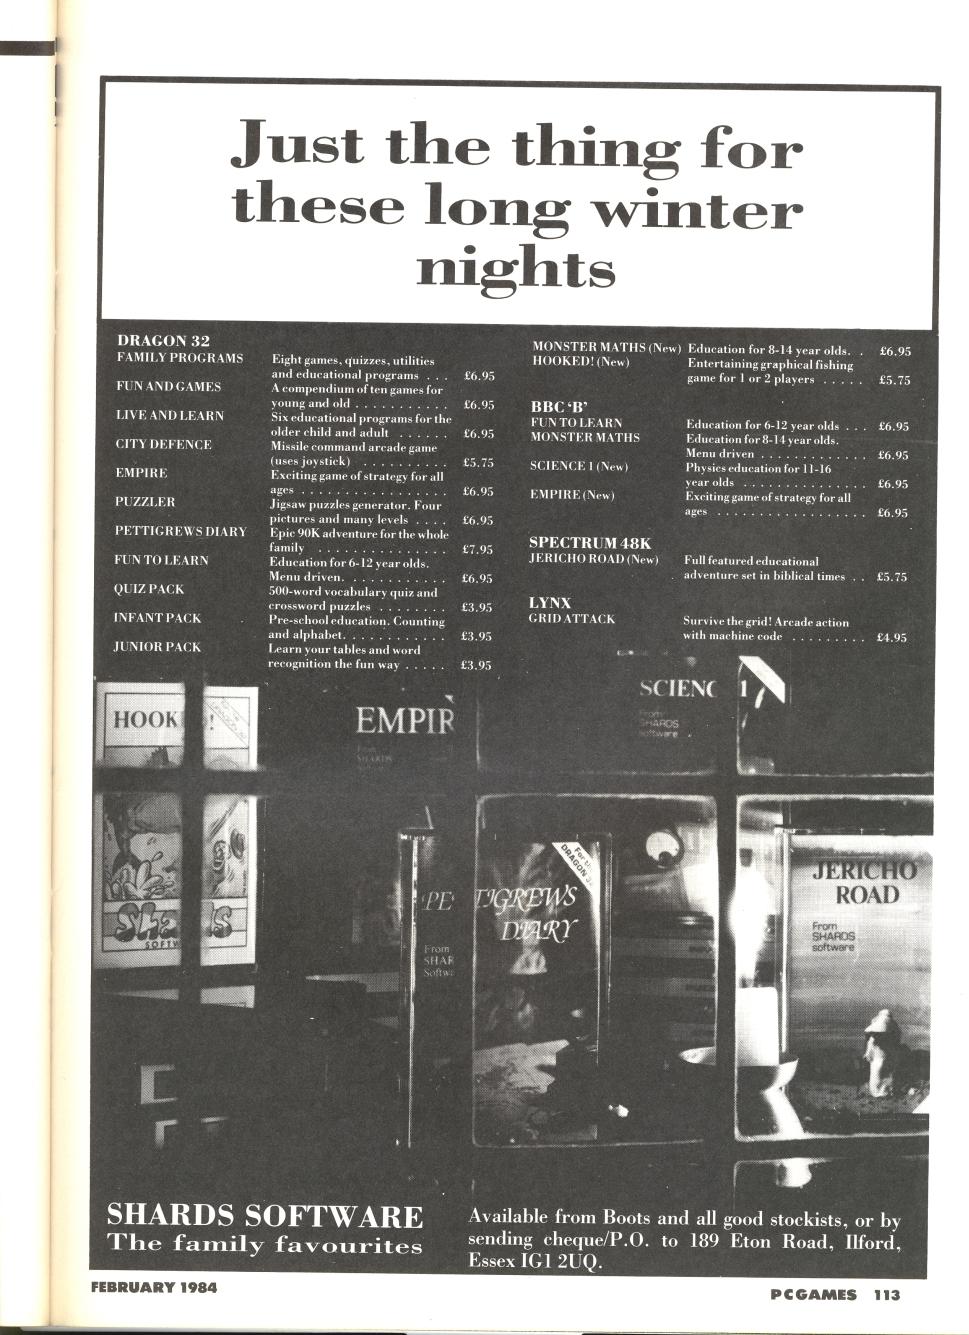 Just the thing for
these long winter
nights
DRAGON 32
FAMILY PROGRAMS Eight games, quizzes, utilities
and educational programs . . . £6.95
FUN AND GAMES A compendium of ten games for
young and old . . . . . . . . . . . £6.95
LIVE AND LEARN Six educational programs for the
older child and adult . . . . . . £6.95
CITY DEFENCE Missile command arcade game
(uses joystick) . . . . . . . . . . £5.75
EMPIRE Exciting game of strategy for all
ages . . . . . . . . . . . . . . . . . £6.95
PUZZLER Jigsaw puzzles generator. Four
pictures and many levels . . . . £6.95
PETTIGREWS DIARY Epic 90K adventure for the whole
family . . . . . . . . . . . . . . . £7.95
FUN TO LEARN Education for 6-12 year olds.
Menu driven. . . . . . . . . . . . £6.95
QUIZ PACK 500-word vocabulary quiz and
crossword puzzles . . . . . . . . £3.95
INFANT PACK Pre-school education. Counting
and alphabet. . . . . . . . . . . . £3.95
JUNIOR PACK Learn your tables and word
recognition the fun way . . . . . £3.95
MONSTER MATHS (New) Education for 8-14 year olds. . £6.95
HOOKED! (New) Entertaining graphical fishing
game for 1 or 2 players . . . . . £5.75
BBC ‘B’
FUN TO LEARN Education for 6-12 year olds . . . £6.95
MONSTER MATHS Education for 8-14 year olds.
Menu driven . . . . . . . . . . . . . £6.95
SCIENCE 1 (New) Physics education for 11-16
year olds . . . . . . . . . . . . . . . £6.95
EMPIRE (New) Exciting game of strategy for all
ages . . . . . . . . . . . . . . . . . £6.95
SPECTRUM 48K
JERICHO ROAD (New) Full featured educational
adventure set in biblical times . . £5.75
LYNX
GRID ATTACK Survive the grid! Arcade action
with machine code . . . . . . . . . £4.95
HOOK !
EMPIR
From
SHARDS
SCIENC 1
From
SHARDS
software
Sha ds
SOFTW
PE TIGREWS
DIARY
From
SHAR
Softw
DRAGON 32
JERICHO
ROAD
From
SHARDS
software
SHARDS SOFTWARE
The family favourites
Available from Boots and all good stockists, or by
sending cheque/P.O. to 189 Eton Road, Ilford,
Essex IG1 2UQ.
FEBRUARY 1984
PCGAMES 113